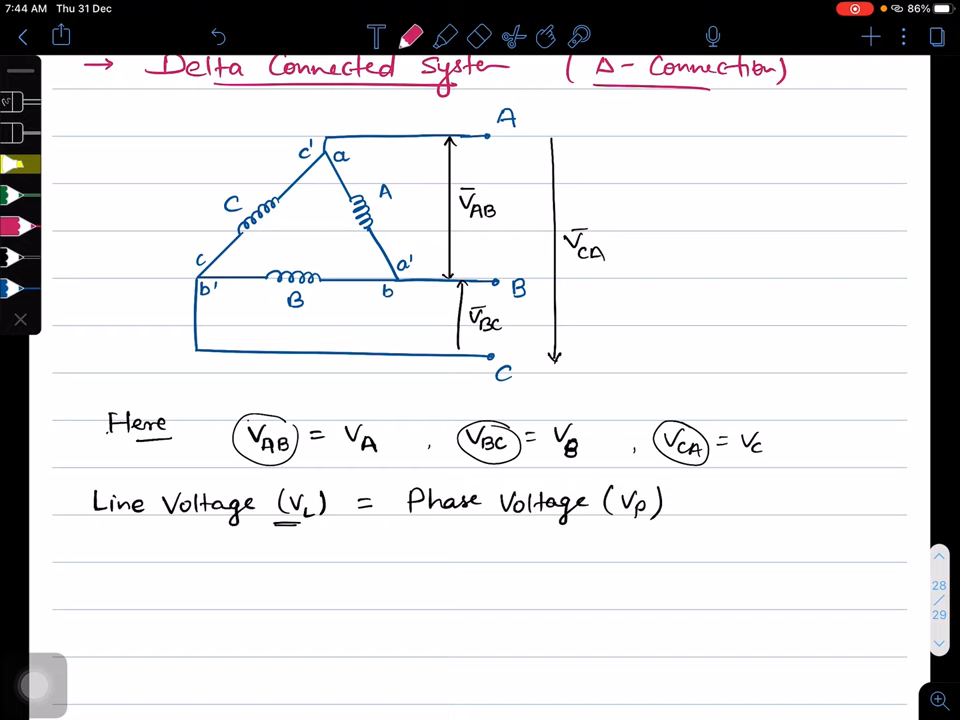 7:44 AM Thu 31 Dec 86%
→ Delta Connected System (Δ- Connection)
A
c' a
C A
V̄AB
V̄CA
c a'
b' B b B
V̄BC
C
Here VAB = VA , VBC = VB , VCA = VC
Line Voltage (VL) = Phase Voltage (VP)
28
/
29